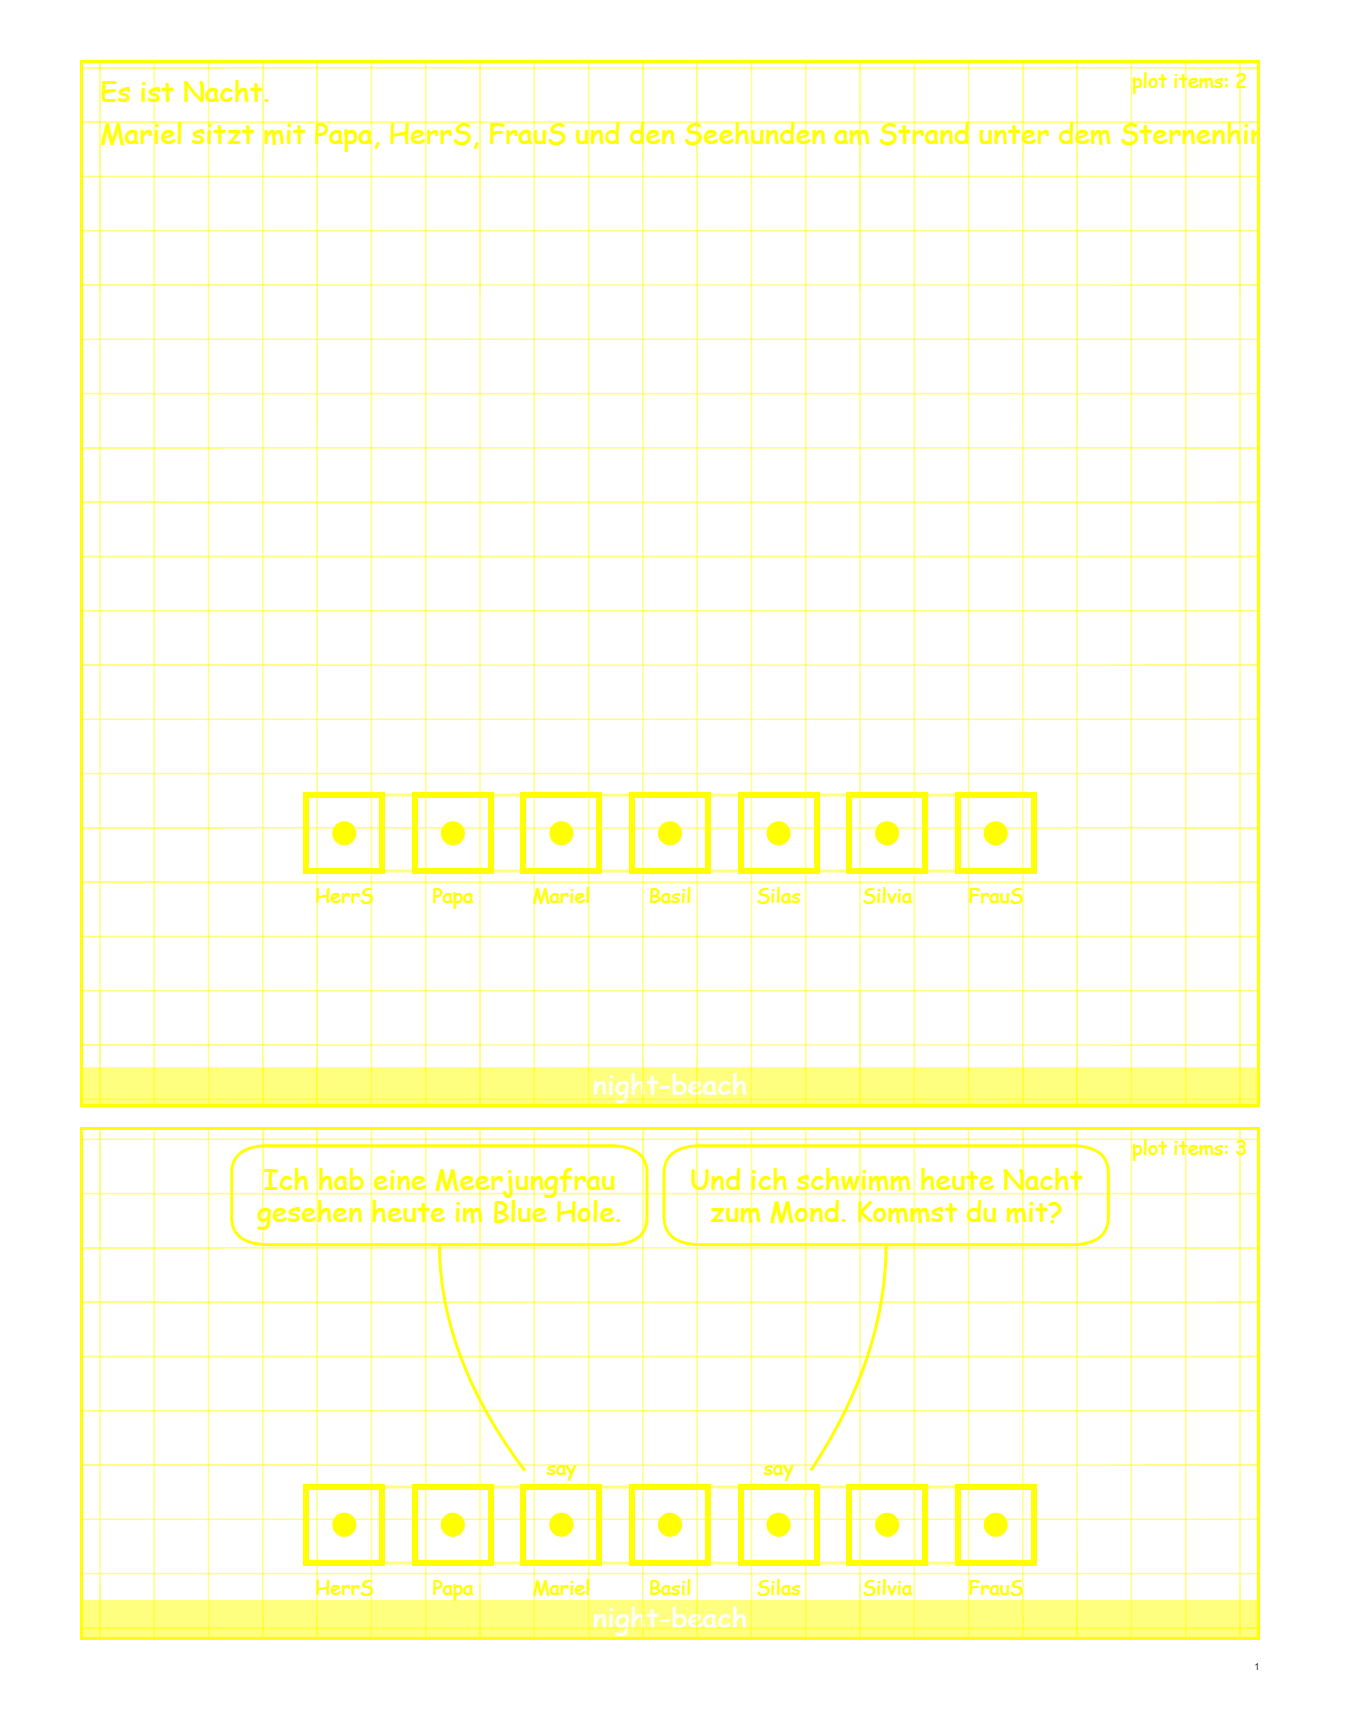 Es ist Nacht.
plot items: 2
Mariel sitzt mit Papa, HerrS, FrauS und den Seehunden am Strand unter dem
HerrS Papa Mariel Basil Silas Silvia FrauS
night-beach
plot items: 3
Ich hab eine Meerjungfrau
gesehen heute im Blue Hole.
Und ich schwimm heute Nacht
zum Mond. Kommst du mit?
say say
HerrS Papa Mariel Basil Silas Silvia FrauS
night-beach
1